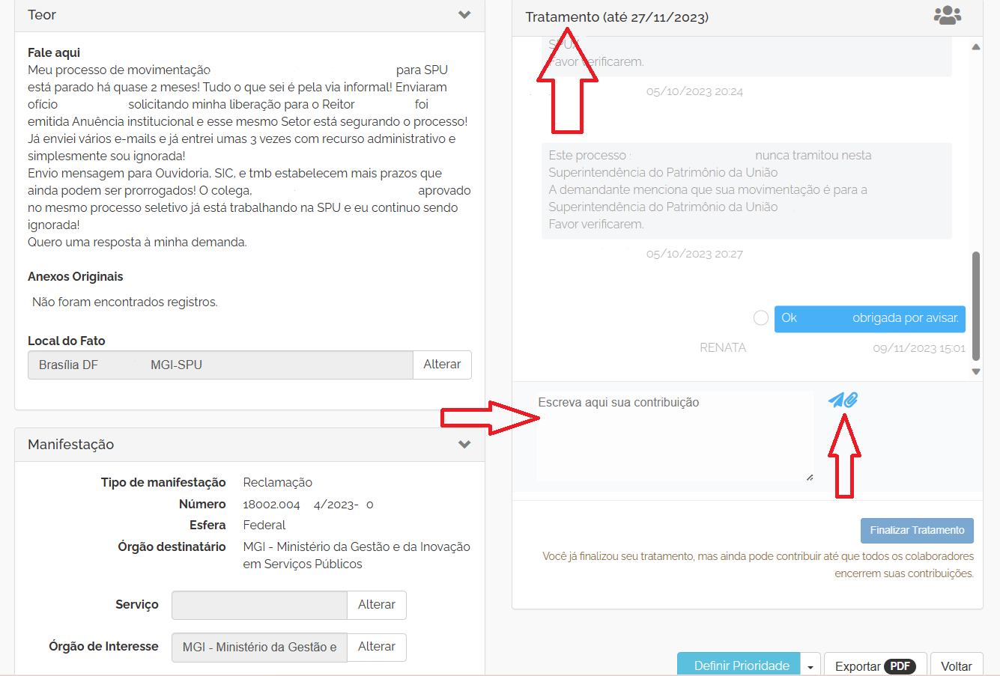 Teor
Fale aqui
Meu processo de movimentação para SPU
está parado há quase 2 meses! Tudo o que sei é pela via informal! Enviaram
ofício solicitando minha liberação para o Reitor foi
emitida Anuência institucional e esse mesmo Setor está segurando o processo!
Já enviei vários e-mails e já entrei umas 3 vezes com recurso administrativo e
simplesmente sou ignorada!
Envio mensagem para Ouvidoria, SIC, e tmb estabelecem mais prazos que
ainda podem ser prorrogados! O colega, aprovado
no mesmo processo seletivo já está trabalhando na SPU e eu continuo sendo
ignorada!
Quero uma resposta à minha demanda.
Anexos Originais
Não foram encontrados registros.
Local do Fato
Brasília DF MGI-SPU
Alterar
Manifestação
Tipo de manifestação Reclamação
Número 18002.004 4/2023- 0
Esfera Federal
Órgão destinatário MGI - Ministério da Gestão e da Inovação
em Serviços Públicos
Serviço Alterar
Órgão de Interesse MGI - Ministério da Gestão e Alterar
Tratamento (até 27/11/2023)
Favor verificarem.
05/10/2023 20:24
Este processo : nunca tramitou nesta
Superintendência do Patrimônio da União
A demandante menciona que sua movimentação é para a
Superintendência do Patrimônio da União
Favor verificarem.
05/10/2023 20:27
Ok obrigada por avisar.
RENATA 09/11/2023 15:01
Escreva aqui sua contribuição
Finalizar Tratamento
Você já finalizou seu tratamento, mas ainda pode contribuir até que todos os colaboradores
encerrem suas contribuições.
Definir Prioridade
Exportar PDF
Voltar